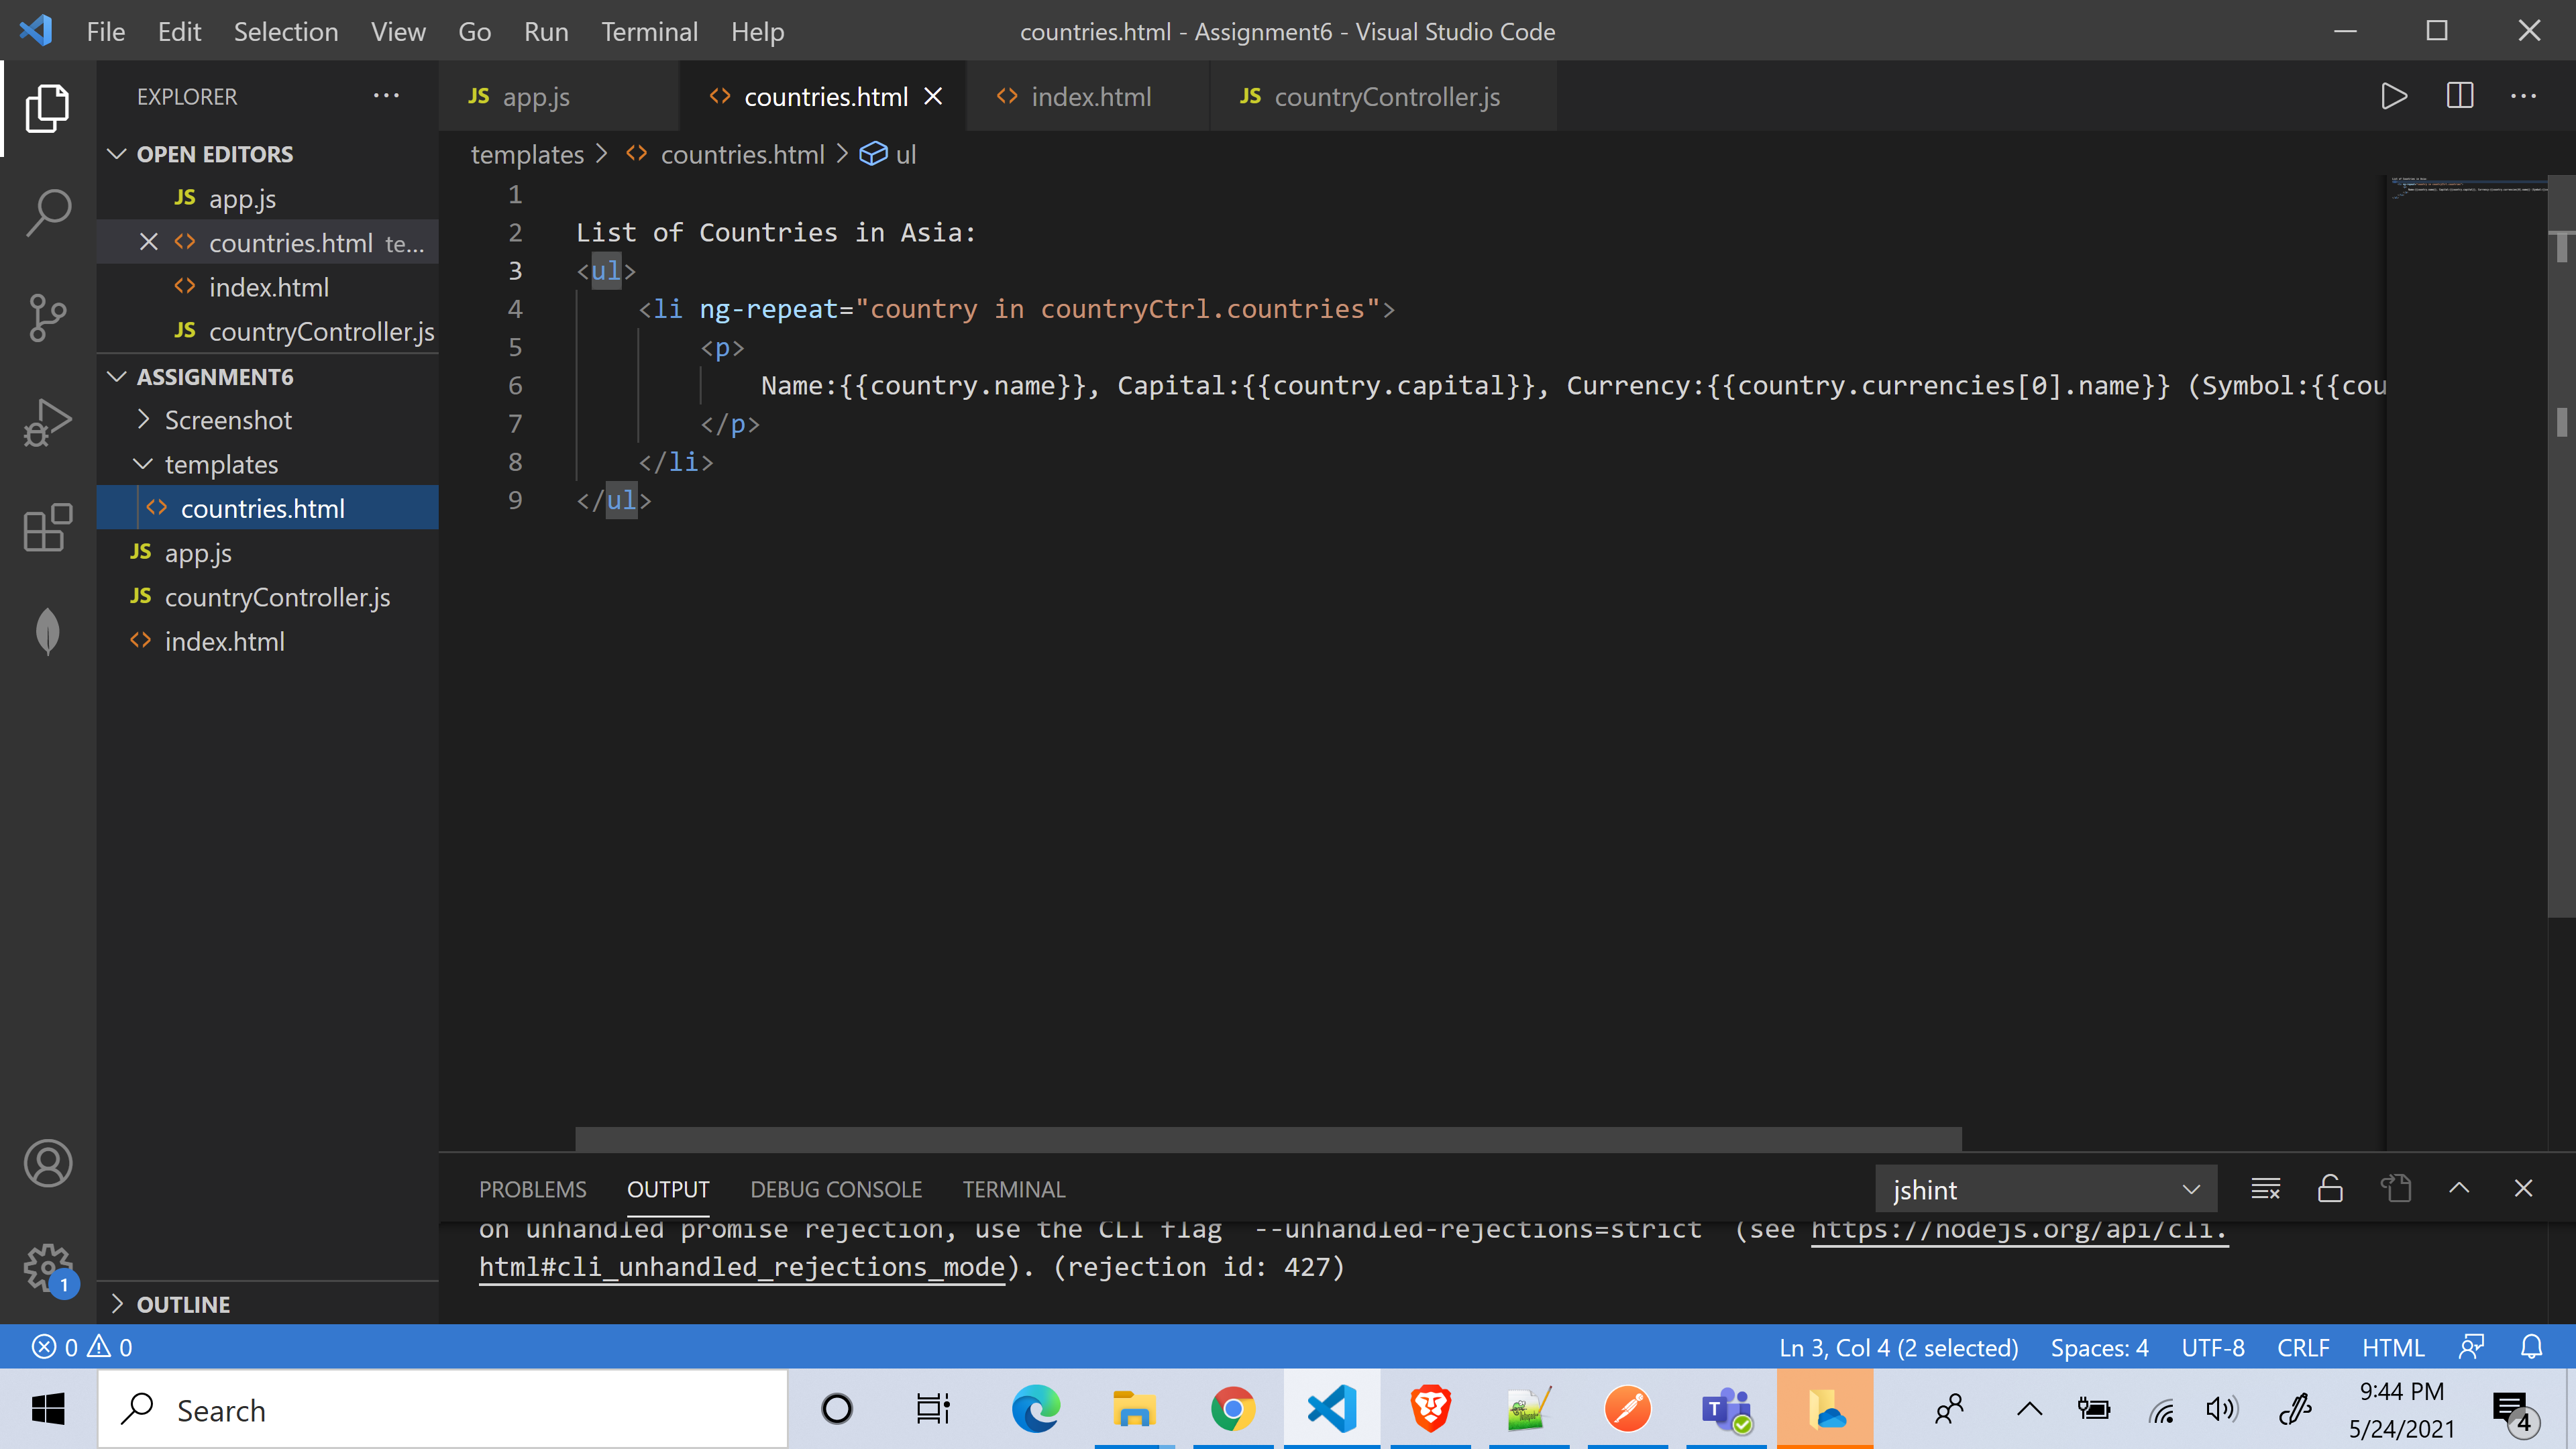 File Edit Selection View Go Run Terminal Help countries.html - Assignment6 - Visual Studio Code
EXPLORER
JS app.js countries.html index.html JS countryController.js
OPEN EDITORS
JS app.js
countries.html te...
index.html
JS countryController.js
ASSIGNMENT6
Screenshot
templates
countries.html
JS app.js
JS countryController.js
index.html
OUTLINE
templates > countries.html > ul
1
2 List of Countries in Asia:
3 <ul>
4 <li ng-repeat="country in countryCtrl.countries">
5 <p>
6 Name:{{country.name}}, Capital:{{country.capital}}, Currency:{{country.currencies[0].name}} (Symbol:{{cou
7 </p>
8 </li>
9 </ul>
PROBLEMS OUTPUT DEBUG CONSOLE TERMINAL jshint
on unhandled promise rejection, use the CLI flag --unhandled-rejections=strict (see https://nodejs.org/api/cli.
html#cli_unhandled_rejections_mode). (rejection id: 427)
1
0 0 Ln 3, Col 4 (2 selected) Spaces: 4 UTF-8 CRLF HTML
Search
T
9:44 PM
5/24/2021
4